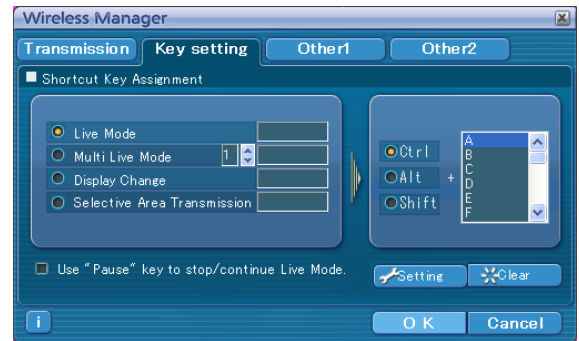 Wireless Manager
Transmission Key setting Other1 Other2
Shortcut Key Assignment
Live Mode
Multi Live Mode 1
Display Change
Selective Area Transmission
Ctrl
Alt +
Shift
A
B
C
D
E
F
Use "Pause" key to stop/continue Live Mode.
Setting Clear
i
OK Cancel